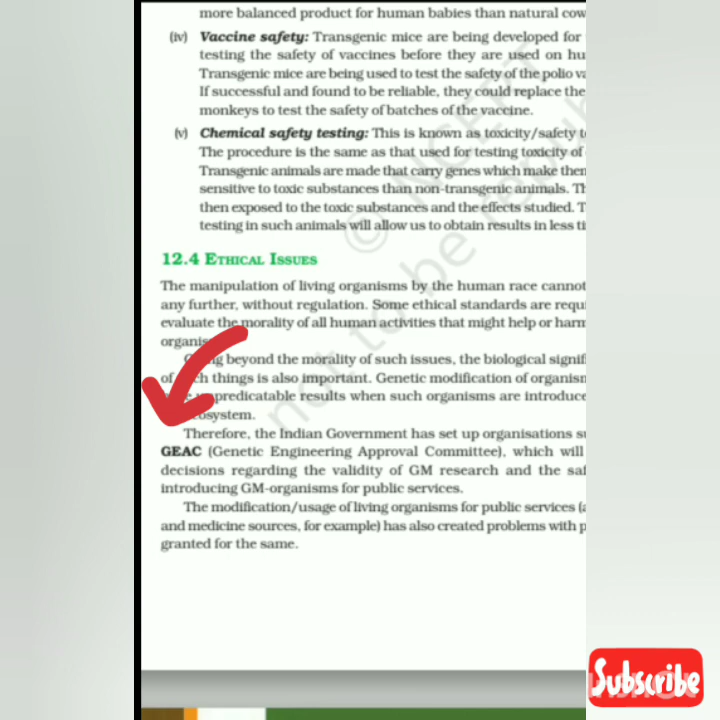 more balanced product for human babies than natural cow
(iv) Vaccine safety: Transgenic mice are being developed for
testing the safety of vaccines before they are used on hu
Transgenic mice are being used to test the safety of the polio va
If successful and found to be reliable, they could replace the
monkeys to test the safety of batches of the vaccine.
(v) Chemical safety testing: This is known as toxicity/safety t
The procedure is the same as that used for testing toxicity of
Transgenic animals are made that carry genes which make them
sensitive to toxic substances than non-transgenic animals. Th
then exposed to the toxic substances and the effects studied. T
testing in such animals will allow us to obtain results in less ti
12.4 ETHICAL ISSUES
The manipulation of living organisms by the human race cannot
any further, without regulation. Some ethical standards are requi
evaluate the morality of all human activities that might help or harm
organis
g beyond the morality of such issues, the biological signifi
of ch things is also important. Genetic modification of organism
predicatable results when such organisms are introduce
osystem.
Therefore, the Indian Government has set up organisations su
GEAC (Genetic Engineering Approval Committee), which will
decisions regarding the validity of GM research and the saf
introducing GM-organisms for public services.
The modification/usage of living organisms for public services (a
and medicine sources, for example) has also created problems with p
granted for the same.
© NCERT
not to be republ
Subscribe